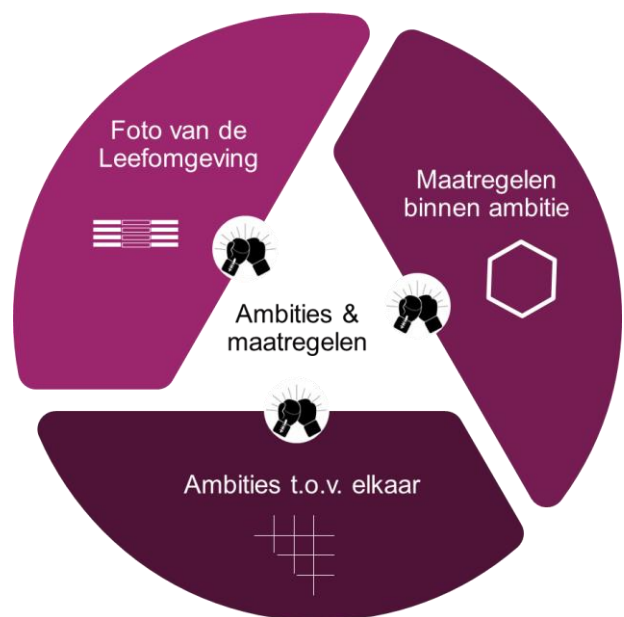 Foto van de
Leefomgeving
Maatregelen
binnen ambitie
Ambities &
maatregelen
Ambities t.o.v. elkaar